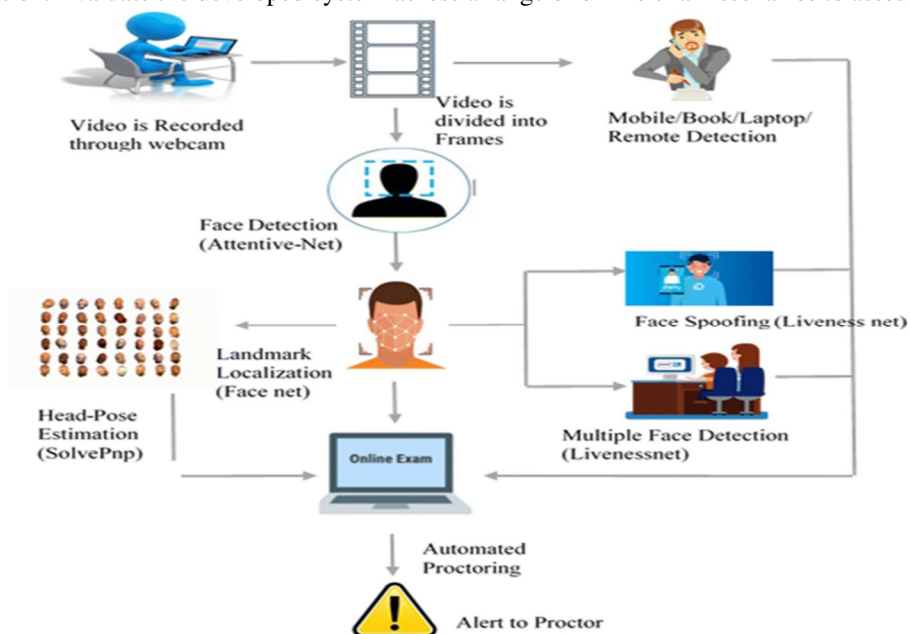 Video is Recorded
through webcam
Video is
divided into
Frames
Mobile/Book/Laptop/
Remote Detection
Face Detection
(Attentive-Net)
Face Spoofing (Liveness net)
Landmark
Localization
(Face net)
Head-Pose
Estimation
(SolvePnp)
Multiple Face Detection
(Livenessnet)
Online Exam
Automated
Proctoring
Alert to Proctor